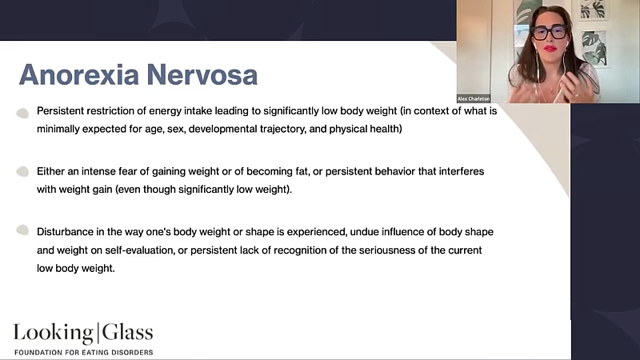 Anorexia Nervosa
Persistent restriction of energy intake leading to significantly low body weight (in context of what is
minimally expected for age, sex, developmental trajectory, and physical health)
Either an intense fear of gaining weight or of becoming fat, or persistent behavior that interferes
with weight gain (even though significantly low weight).
Disturbance in the way one's body weight or shape is experienced, undue influence of body shape
and weight on self-evaluation, or persistent lack of recognition of the seriousness of the current
low body weight.
Looking|Glass
FOUNDATION FOR EATING DISORDERS
Alex Charleton